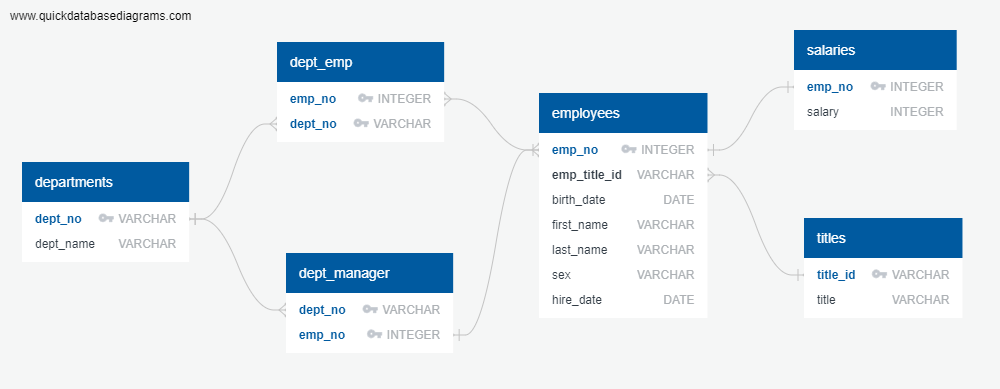 www.quickdatabasediagrams.com
dept_emp
emp_no INTEGER
dept_no VARCHAR
departments
dept_no VARCHAR
dept_name VARCHAR
dept_manager
dept_no VARCHAR
emp_no INTEGER
employees
emp_no INTEGER
emp_title_id VARCHAR
birth_date DATE
first_name VARCHAR
last_name VARCHAR
sex VARCHAR
hire_date DATE
salaries
emp_no INTEGER
salary INTEGER
titles
title_id VARCHAR
title VARCHAR